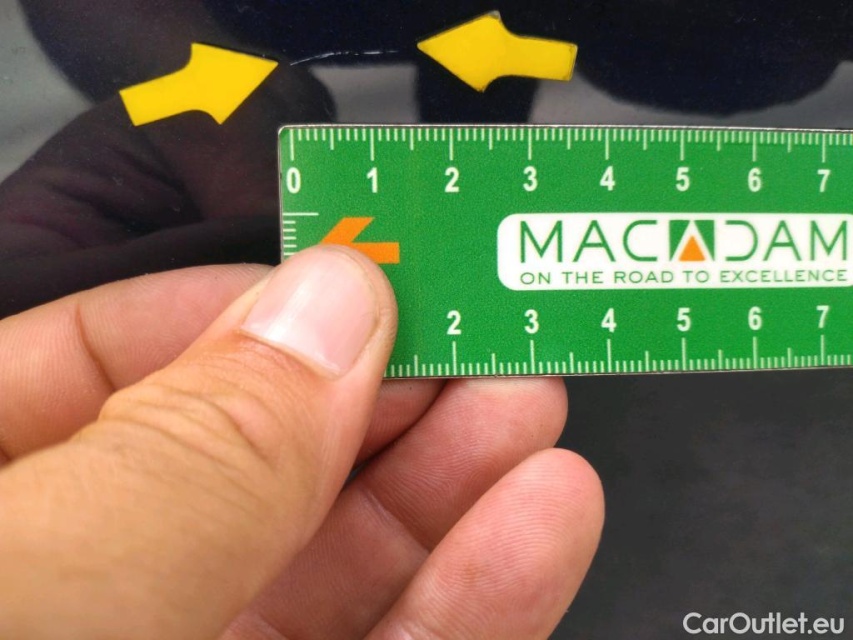 0 1 2 3 4 5 6 7
MACADAM
ON THE ROAD TO EXCELLENCE
2 3 4 5 6 7
CarOutlet.eu